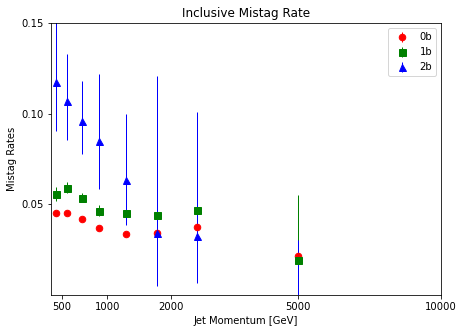 Inclusive Mistag Rate
0.15
0b
1b
2b
0.10
Mistag Rates
0.05
500 1000 2000 5000 10000
Jet Momentum [GeV]